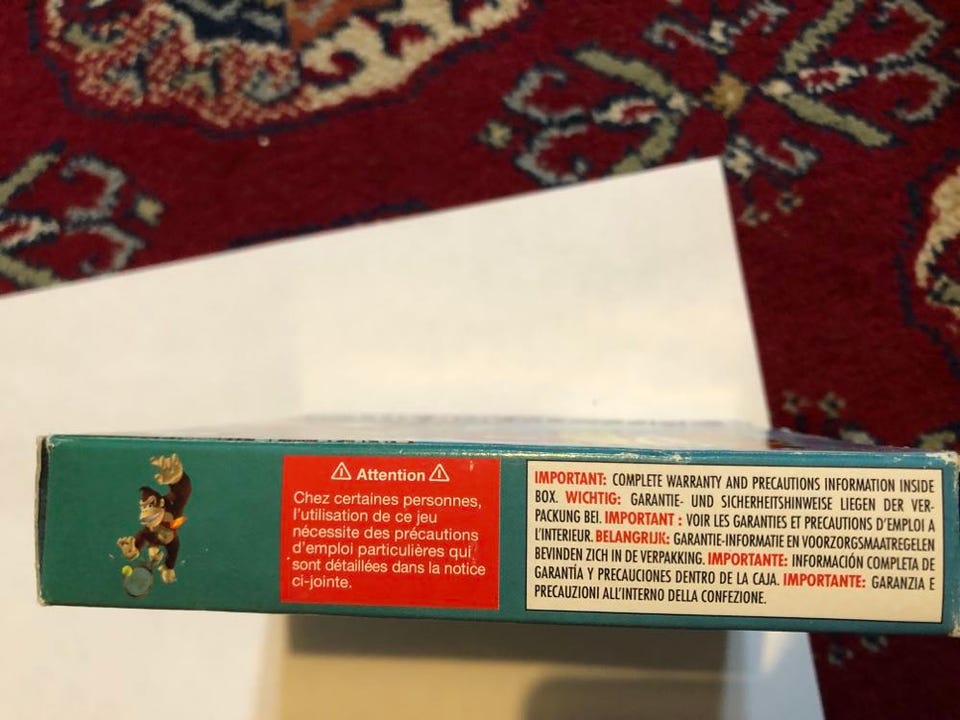 ⚠ Attention ⚠
Chez certaines personnes,
l'utilisation de ce jeu
nécessite des précautions
d'emploi particulières qui
sont détaillées dans la notice
ci-jointe.
IMPORTANT: COMPLETE WARRANTY AND PRECAUTIONS INFORMATION INSIDE
BOX. WICHTIG: GARANTIE- UND SICHERHEITSHINWEISE LIEGEN DER VER-
PACKUNG BEI. IMPORTANT : VOIR LES GARANTIES ET PRECAUTIONS D'EMPLOI A
L'INTERIEUR. BELANGRIJK: GARANTIE-INFORMATIE EN VOORZORGSMAATREGELEN
BEVINDEN ZICH IN DE VERPAKKING. IMPORTANTE: INFORMACIÓN COMPLETA DE
GARANTÍA Y PRECAUCIONES DENTRO DE LA CAJA. IMPORTANTE: GARANZIA E
PRECAUZIONI ALL'INTERNO DELLA CONFEZIONE.